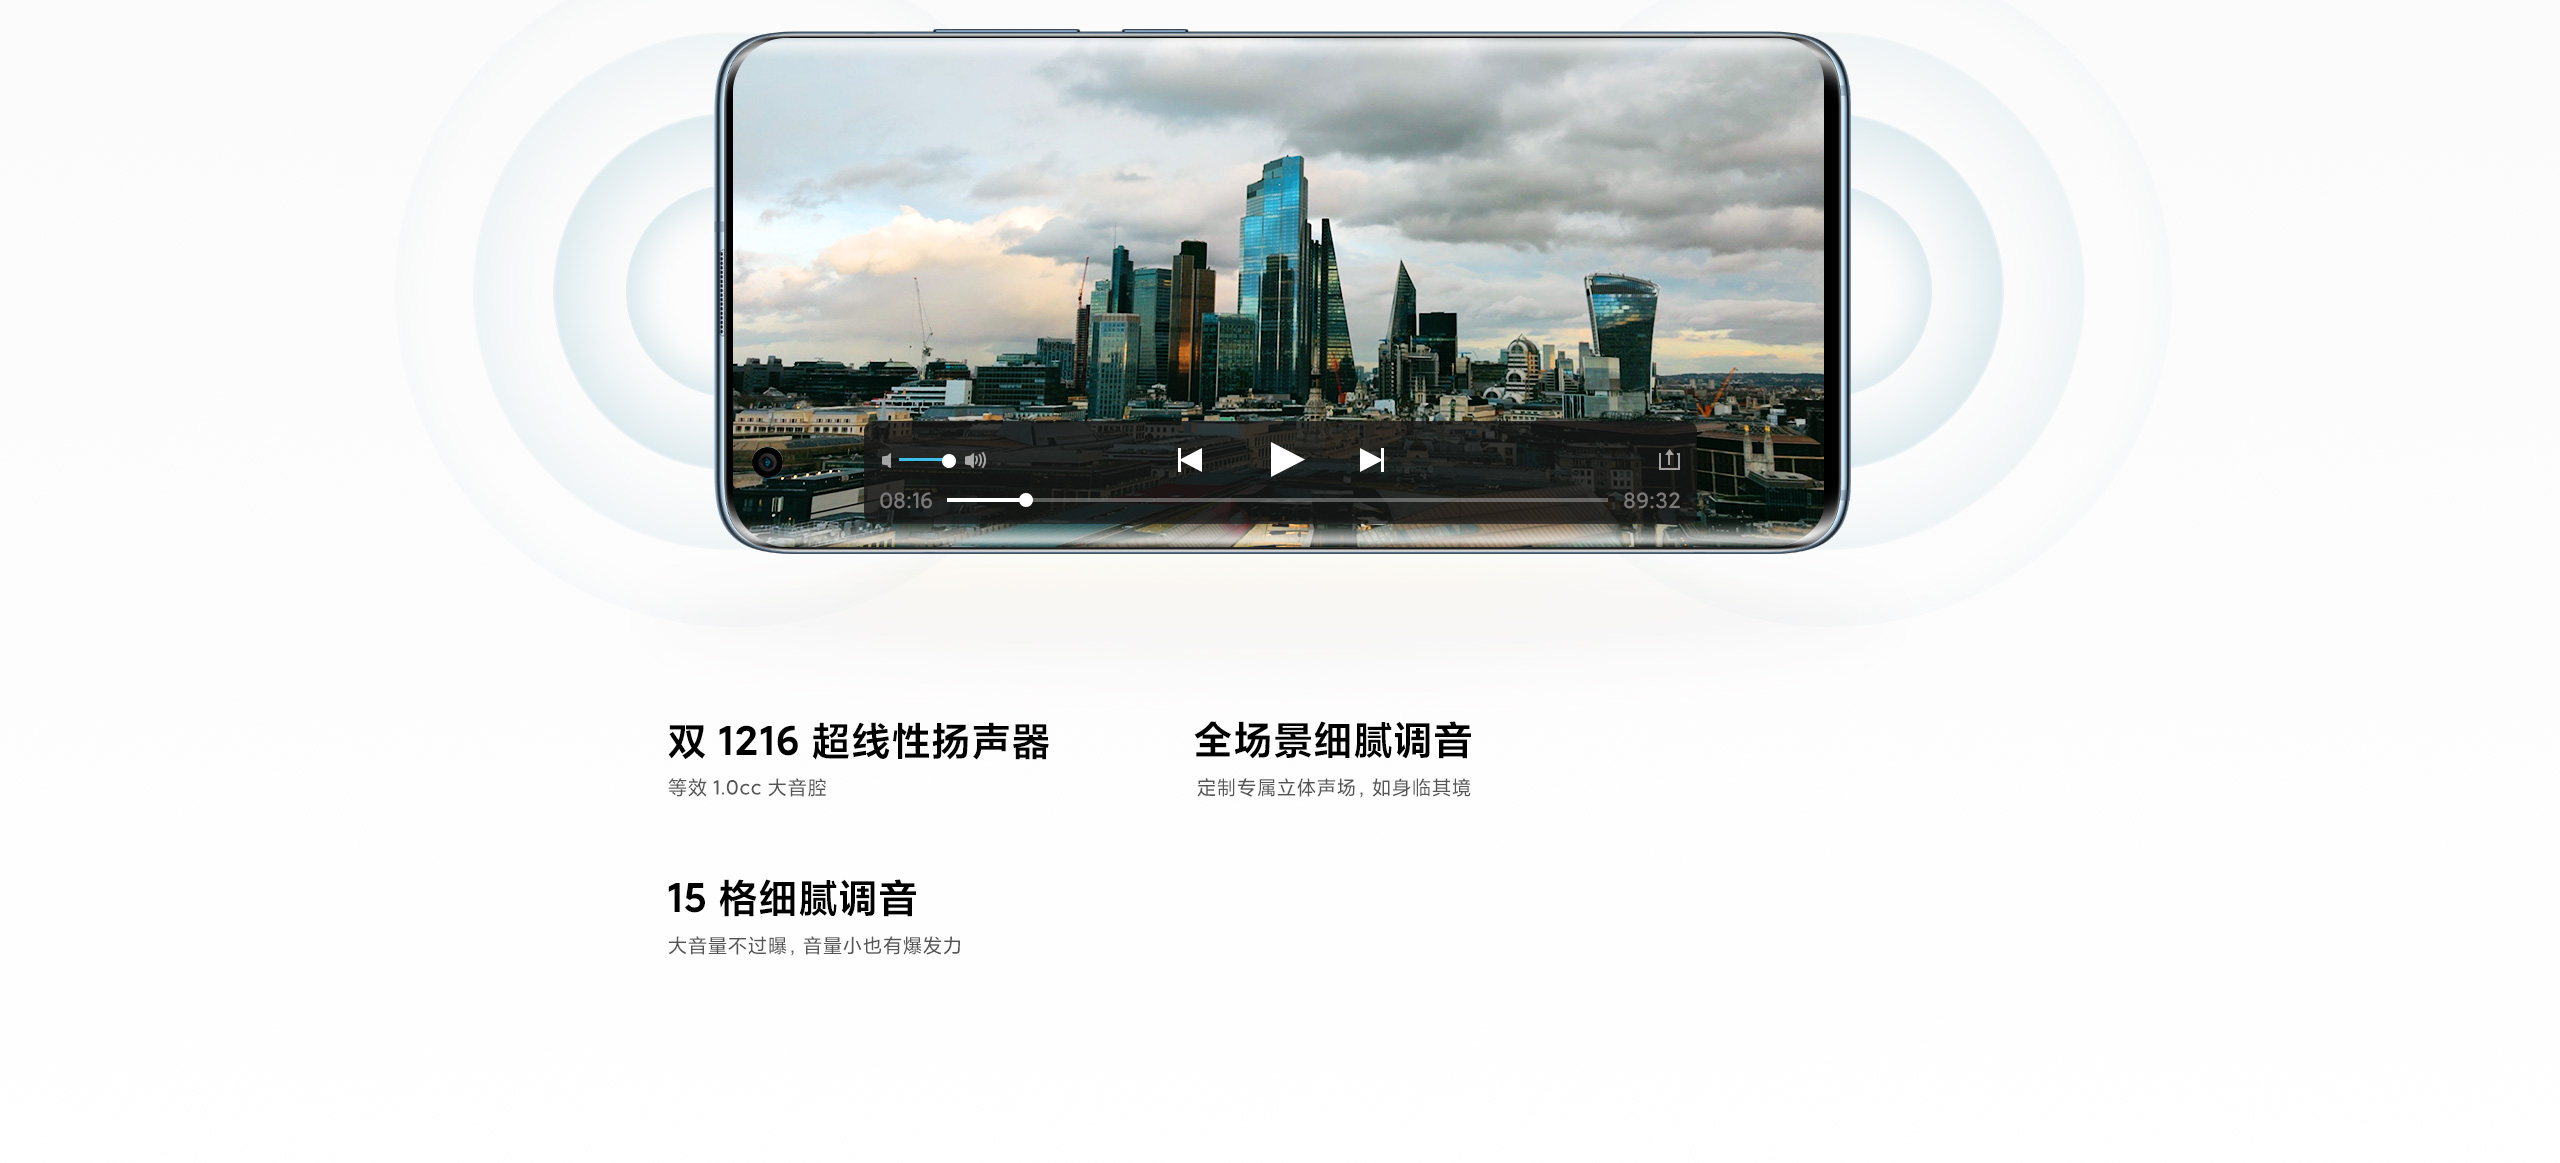 08:16
89:32
双 1216 超线性扬声器
等效 1.0cc 大音腔
全场景细腻调音
定制专属立体声场，如身临其境
15 格细腻调音
大音量不过曝，音量小也有爆发力